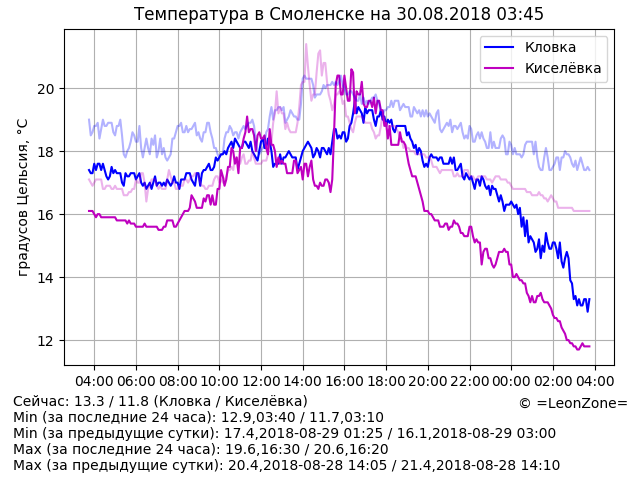 Температура в Смоленске на 30.08.2018 03:45
Кловка
Киселёвка
градусов Цельсия, °C
20
18
16
14
12
04:00 06:00 08:00 10:00 12:00 14:00 16:00 18:00 20:00 22:00 00:00 02:00 04:00
Сейчас: 13.3 / 11.8 (Кловка / Киселёвка)
© =LeonZone=
Min (за последние 24 часа): 12.9,03:40 / 11.7,03:10
Min (за предыдущие сутки): 17.4,2018-08-29 01:25 / 16.1,2018-08-29 03:00
Max (за последние 24 часа): 19.6,16:30 / 20.6,16:20
Max (за предыдущие сутки): 20.4,2018-08-28 14:05 / 21.4,2018-08-28 14:10